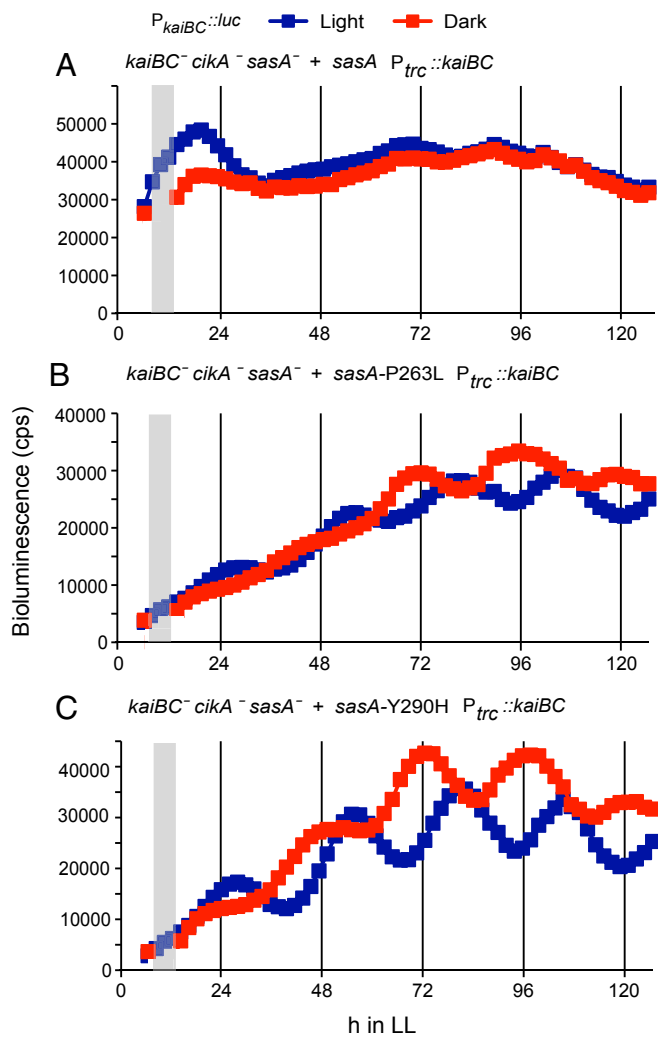 PkaiBC::luc Light Dark
A kaiBC⁻ cikA⁻ sasA⁻ + sasA Ptrc::kaiBC
50000
40000
30000
20000
10000
0
0 24 48 72 96 120
B kaiBC⁻ cikA⁻ sasA⁻ + sasA-P263L Ptrc::kaiBC
40000
30000
20000
10000
0
0 24 48 72 96 120
Bioluminescence (cps)
C kaiBC⁻ cikA⁻ sasA⁻ + sasA-Y290H Ptrc::kaiBC
40000
30000
20000
10000
0
0 24 48 72 96 120
h in LL